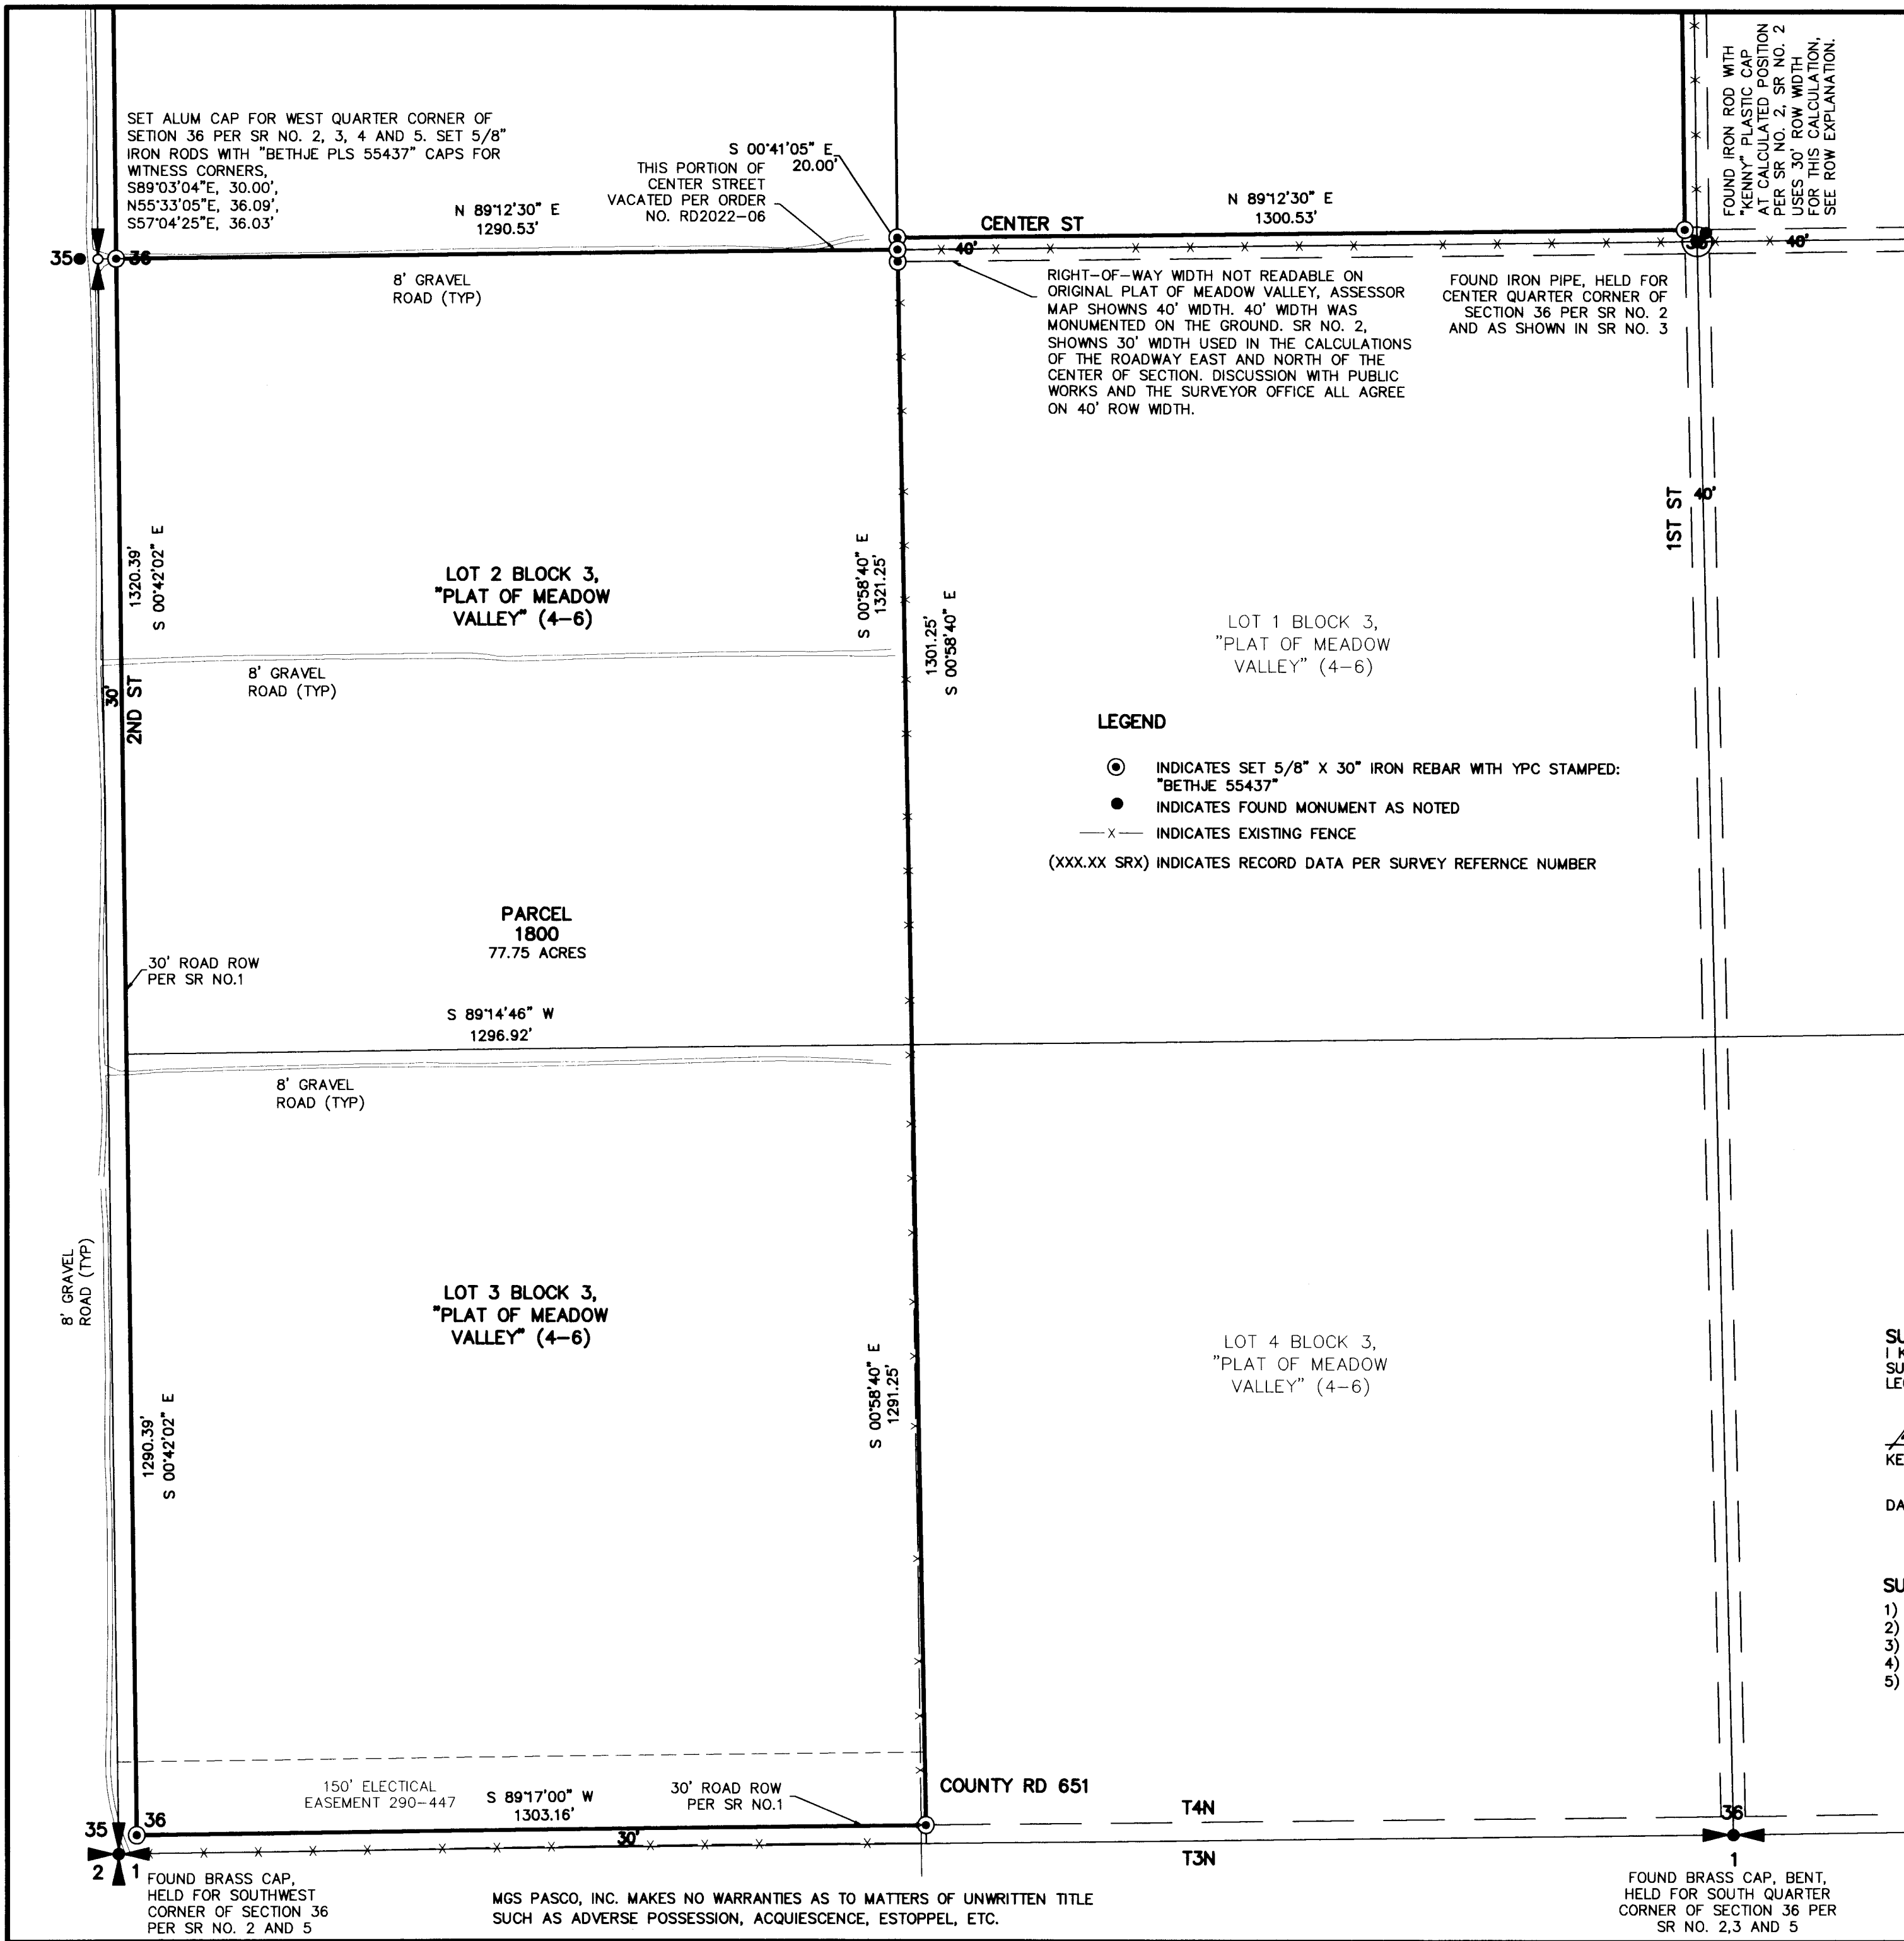 SET ALUM CAP FOR WEST QUARTER CORNER OF
SETION 36 PER SR NO. 2, 3, 4 AND 5. SET 5/8"
IRON RODS WITH "BETHJE PLS 55437" CAPS FOR
WITNESS CORNERS,
S89°03'04"E, 30.00',
N55°33'05"E, 36.09',
S57°04'25"E, 36.03'
S 00°41'05" E
20.00'
THIS PORTION OF
CENTER STREET
VACATED PER ORDER
NO. RD2022-06
N 89°12'30" E
1290.53'
N 89°12'30" E
1300.53'
CENTER ST
FOUND IRON ROD WITH
"KENNY" PLASTIC CAP
AT CALCULATED POSITION
PER SR NO. 2, SR NO. 2
USES 30' ROW WIDTH
FOR THIS CALCULATION,
SEE ROW EXPLANATION.
35
36
40'
36
40'
8' GRAVEL
ROAD (TYP)
RIGHT-OF-WAY WIDTH NOT READABLE ON
ORIGINAL PLAT OF MEADOW VALLEY, ASSESSOR
MAP SHOWNS 40' WIDTH. 40' WIDTH WAS
MONUMENTED ON THE GROUND. SR NO. 2,
SHOWNS 30' WIDTH USED IN THE CALCULATIONS
OF THE ROADWAY EAST AND NORTH OF THE
CENTER OF SECTION. DISCUSSION WITH PUBLIC
WORKS AND THE SURVEYOR OFFICE ALL AGREE
ON 40' ROW WIDTH.
FOUND IRON PIPE, HELD FOR
CENTER QUARTER CORNER OF
SECTION 36 PER SR NO. 2
AND AS SHOWN IN SR NO. 3
1ST ST
40'
1320.39'
S 00°42'02" E
LOT 2 BLOCK 3,
"PLAT OF MEADOW
VALLEY" (4-6)
S 00°58'40" E
1321.25'
1301.25'
S 00°58'40" E
LOT 1 BLOCK 3,
"PLAT OF MEADOW
VALLEY" (4-6)
8' GRAVEL
ROAD (TYP)
30'
2ND ST
LEGEND
INDICATES SET 5/8" X 30" IRON REBAR WITH YPC STAMPED:
"BETHJE 55437"
INDICATES FOUND MONUMENT AS NOTED
X INDICATES EXISTING FENCE
(XXX.XX SRX) INDICATES RECORD DATA PER SURVEY REFERNCE NUMBER
PARCEL
1800
77.75 ACRES
30' ROAD ROW
PER SR NO.1
S 89°14'46" W
1296.92'
8' GRAVEL
ROAD (TYP)
8' GRAVEL
ROAD (TYP)
LOT 3 BLOCK 3,
"PLAT OF MEADOW
VALLEY" (4-6)
LOT 4 BLOCK 3,
"PLAT OF MEADOW
VALLEY" (4-6)
1290.39'
S 00°42'02" E
S 00°58'40" E
1291.25'
SU
I K
SU
LE
KE
DA
SU
1)
2)
3)
4)
5)
150' ELECTICAL
EASEMENT 290-447
S 89°17'00" W
1303.16'
30' ROAD ROW
PER SR NO.1
COUNTY RD 651
T4N
T3N
35
36
2
1
30'
36
1
FOUND BRASS CAP,
HELD FOR SOUTHWEST
CORNER OF SECTION 36
PER SR NO. 2 AND 5
MGS PASCO, INC. MAKES NO WARRANTIES AS TO MATTERS OF UNWRITTEN TITLE
SUCH AS ADVERSE POSSESSION, ACQUIESCENCE, ESTOPPEL, ETC.
FOUND BRASS CAP, BENT,
HELD FOR SOUTH QUARTER
CORNER OF SECTION 36 PER
SR NO. 2,3 AND 5